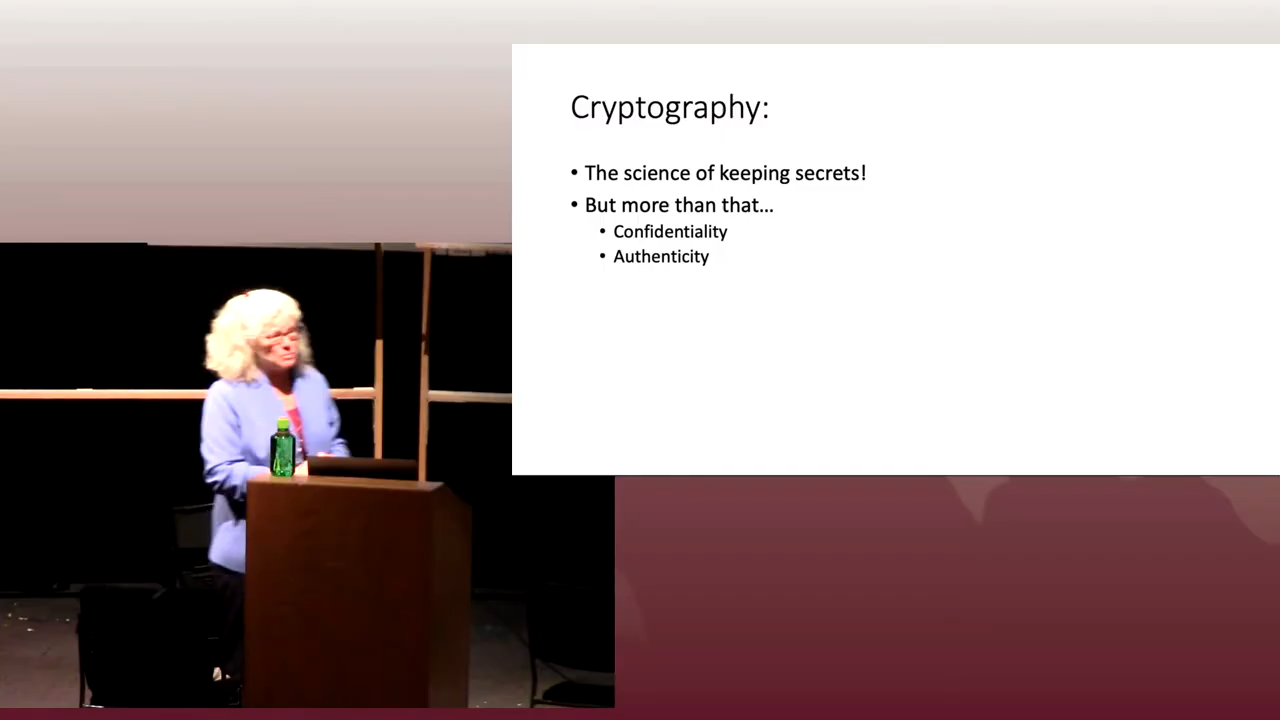 Cryptography:
• The science of keeping secrets!
• But more than that…
• Confidentiality
• Authenticity